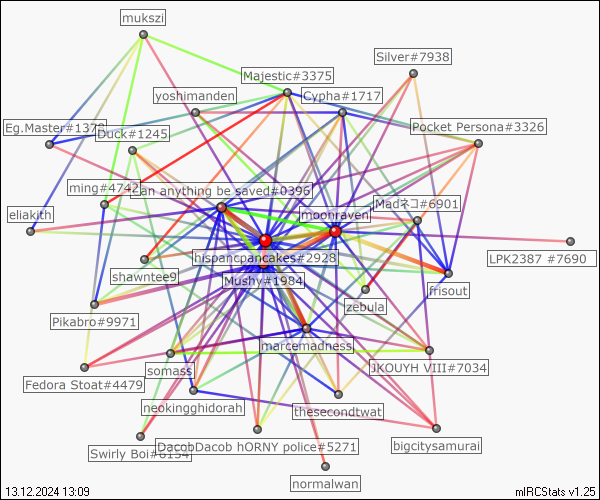 mukszi
Silver#7938
Majestic#3375
yoshimanden
Cypha#1717
Eg.Master#1378
Duck#1245
Pocket Persona#3326
ming#4742
can anything be saved#0396
Madネコ#6901
eliakith
moonraven
hispancpancakes#2928
LPK2387 #7690
shawntee9
Mushy#1984
frisout
zebula
Pikabro#9971
marcemadness
somass
JKOUYH VIII#7034
Fedora Stoat#4479
neokingghidorah
thesecondtwat
Swirly Boi#6154
DacobDacob hORNY police#5271
bigcitysamurai
normalwan
13.12.2024 13:09
mIRCStats v1.25